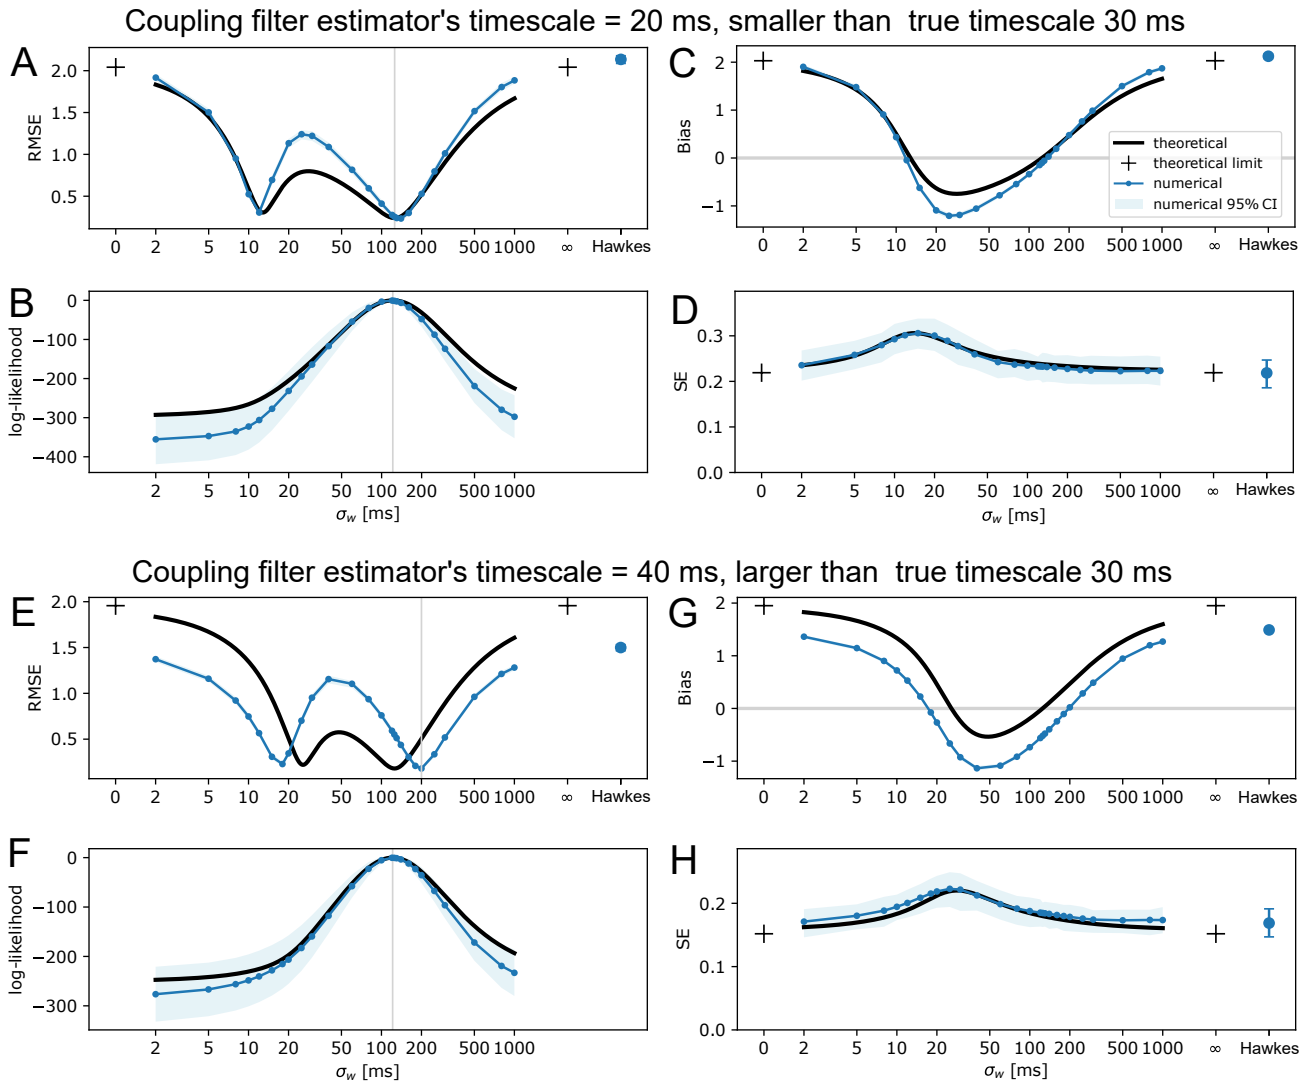 Coupling filter estimator's timescale = 20 ms, smaller than  true timescale 30 ms
A
RMSE
2.0
1.5
1.0
0.5
0 2 5 10 20 50 100 200 500 1000 ∞ Hawkes
C
Bias
2
1
0
−1
theoretical
theoretical limit
numerical
numerical 95% CI
0 2 5 10 20 50 100 200 500 1000 ∞ Hawkes
B
log-likelihood
0
−100
−200
−300
−400
2 5 10 20 50 100 200 500 1000
σw [ms]
D
SE
0.3
0.2
0.1
0.0
0 2 5 10 20 50 100 200 500 1000 ∞ Hawkes
σw [ms]
Coupling filter estimator's timescale = 40 ms, larger than  true timescale 30 ms
E
RMSE
2.0
1.5
1.0
0.5
0 2 5 10 20 50 100 200 500 1000 ∞ Hawkes
G
Bias
2
1
0
−1
0 2 5 10 20 50 100 200 500 1000 ∞ Hawkes
F
log-likelihood
0
−100
−200
−300
2 5 10 20 50 100 200 500 1000
σw [ms]
H
SE
0.2
0.1
0.0
0 2 5 10 20 50 100 200 500 1000 ∞ Hawkes
σw [ms]